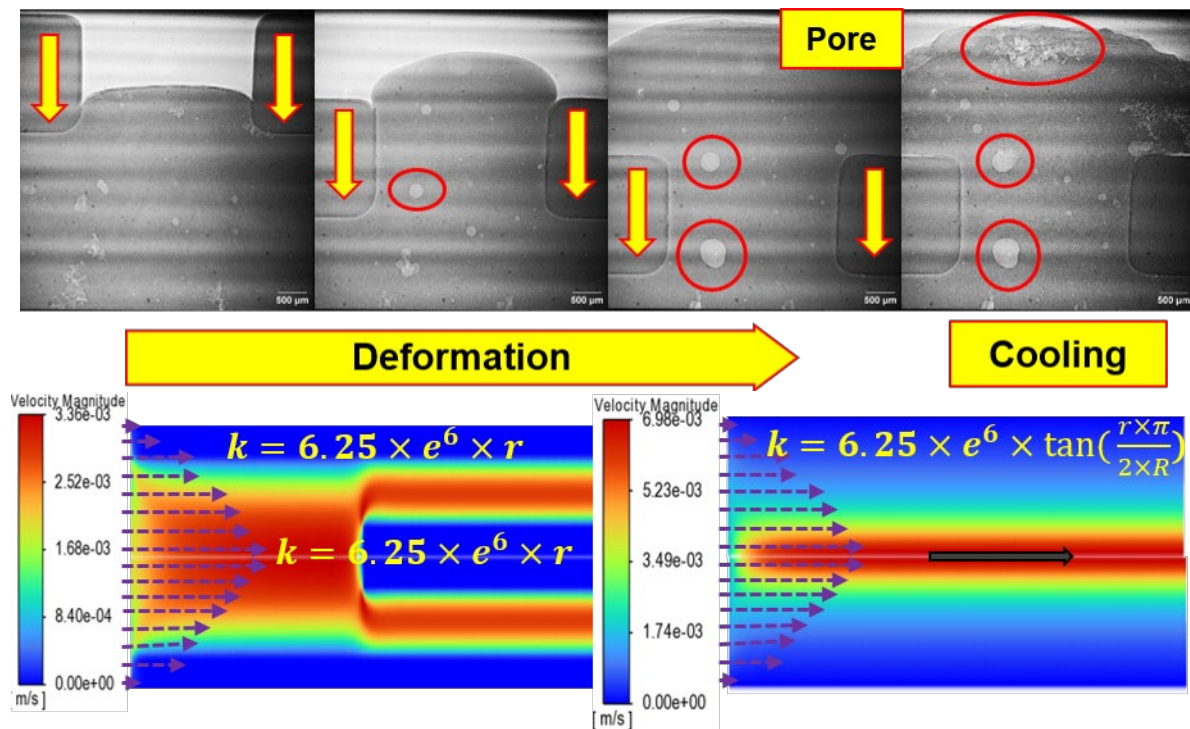 Pore
500 μm
500 μm
500 μm
500 μm
Deformation
Cooling
Velocity Magnitude
3.36e-03
2.52e-03
1.68e-03
8.40e-04
0.00e+00
[ m/s ]
k = 6.25 × e⁶ × r
k = 6.25 × e⁶ × r
Velocity Magnitude
6.98e-03
5.23e-03
3.49e-03
1.74e-03
0.00e+00
[ m/s ]
k = 6.25 × e⁶ × tan(r×π / 2×R)